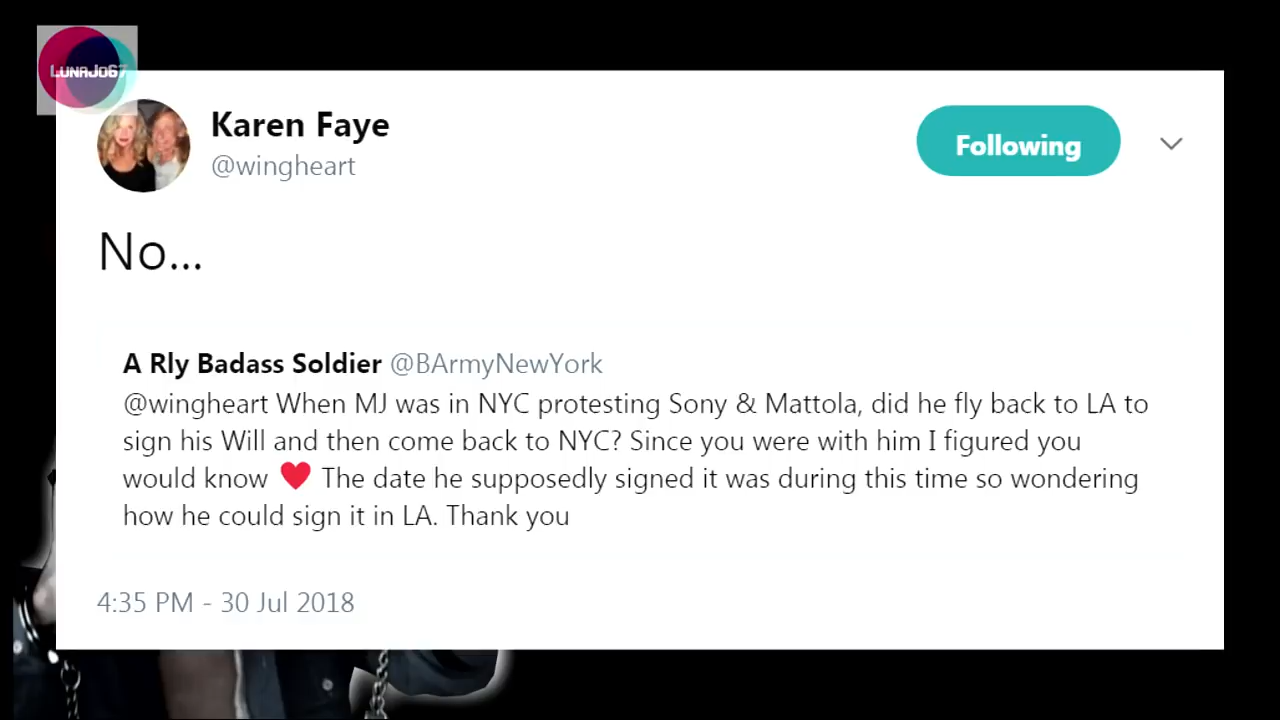 LUNAJO67
Karen Faye
@wingheart
Following
No...
A Rly Badass Soldier @BArmyNewYork
@wingheart When MJ was in NYC protesting Sony & Mattola, did he fly back to LA to
sign his Will and then come back to NYC? Since you were with him I figured you
would know ❤ The date he supposedly signed it was during this time so wondering
how he could sign it in LA. Thank you
4:35 PM - 30 Jul 2018